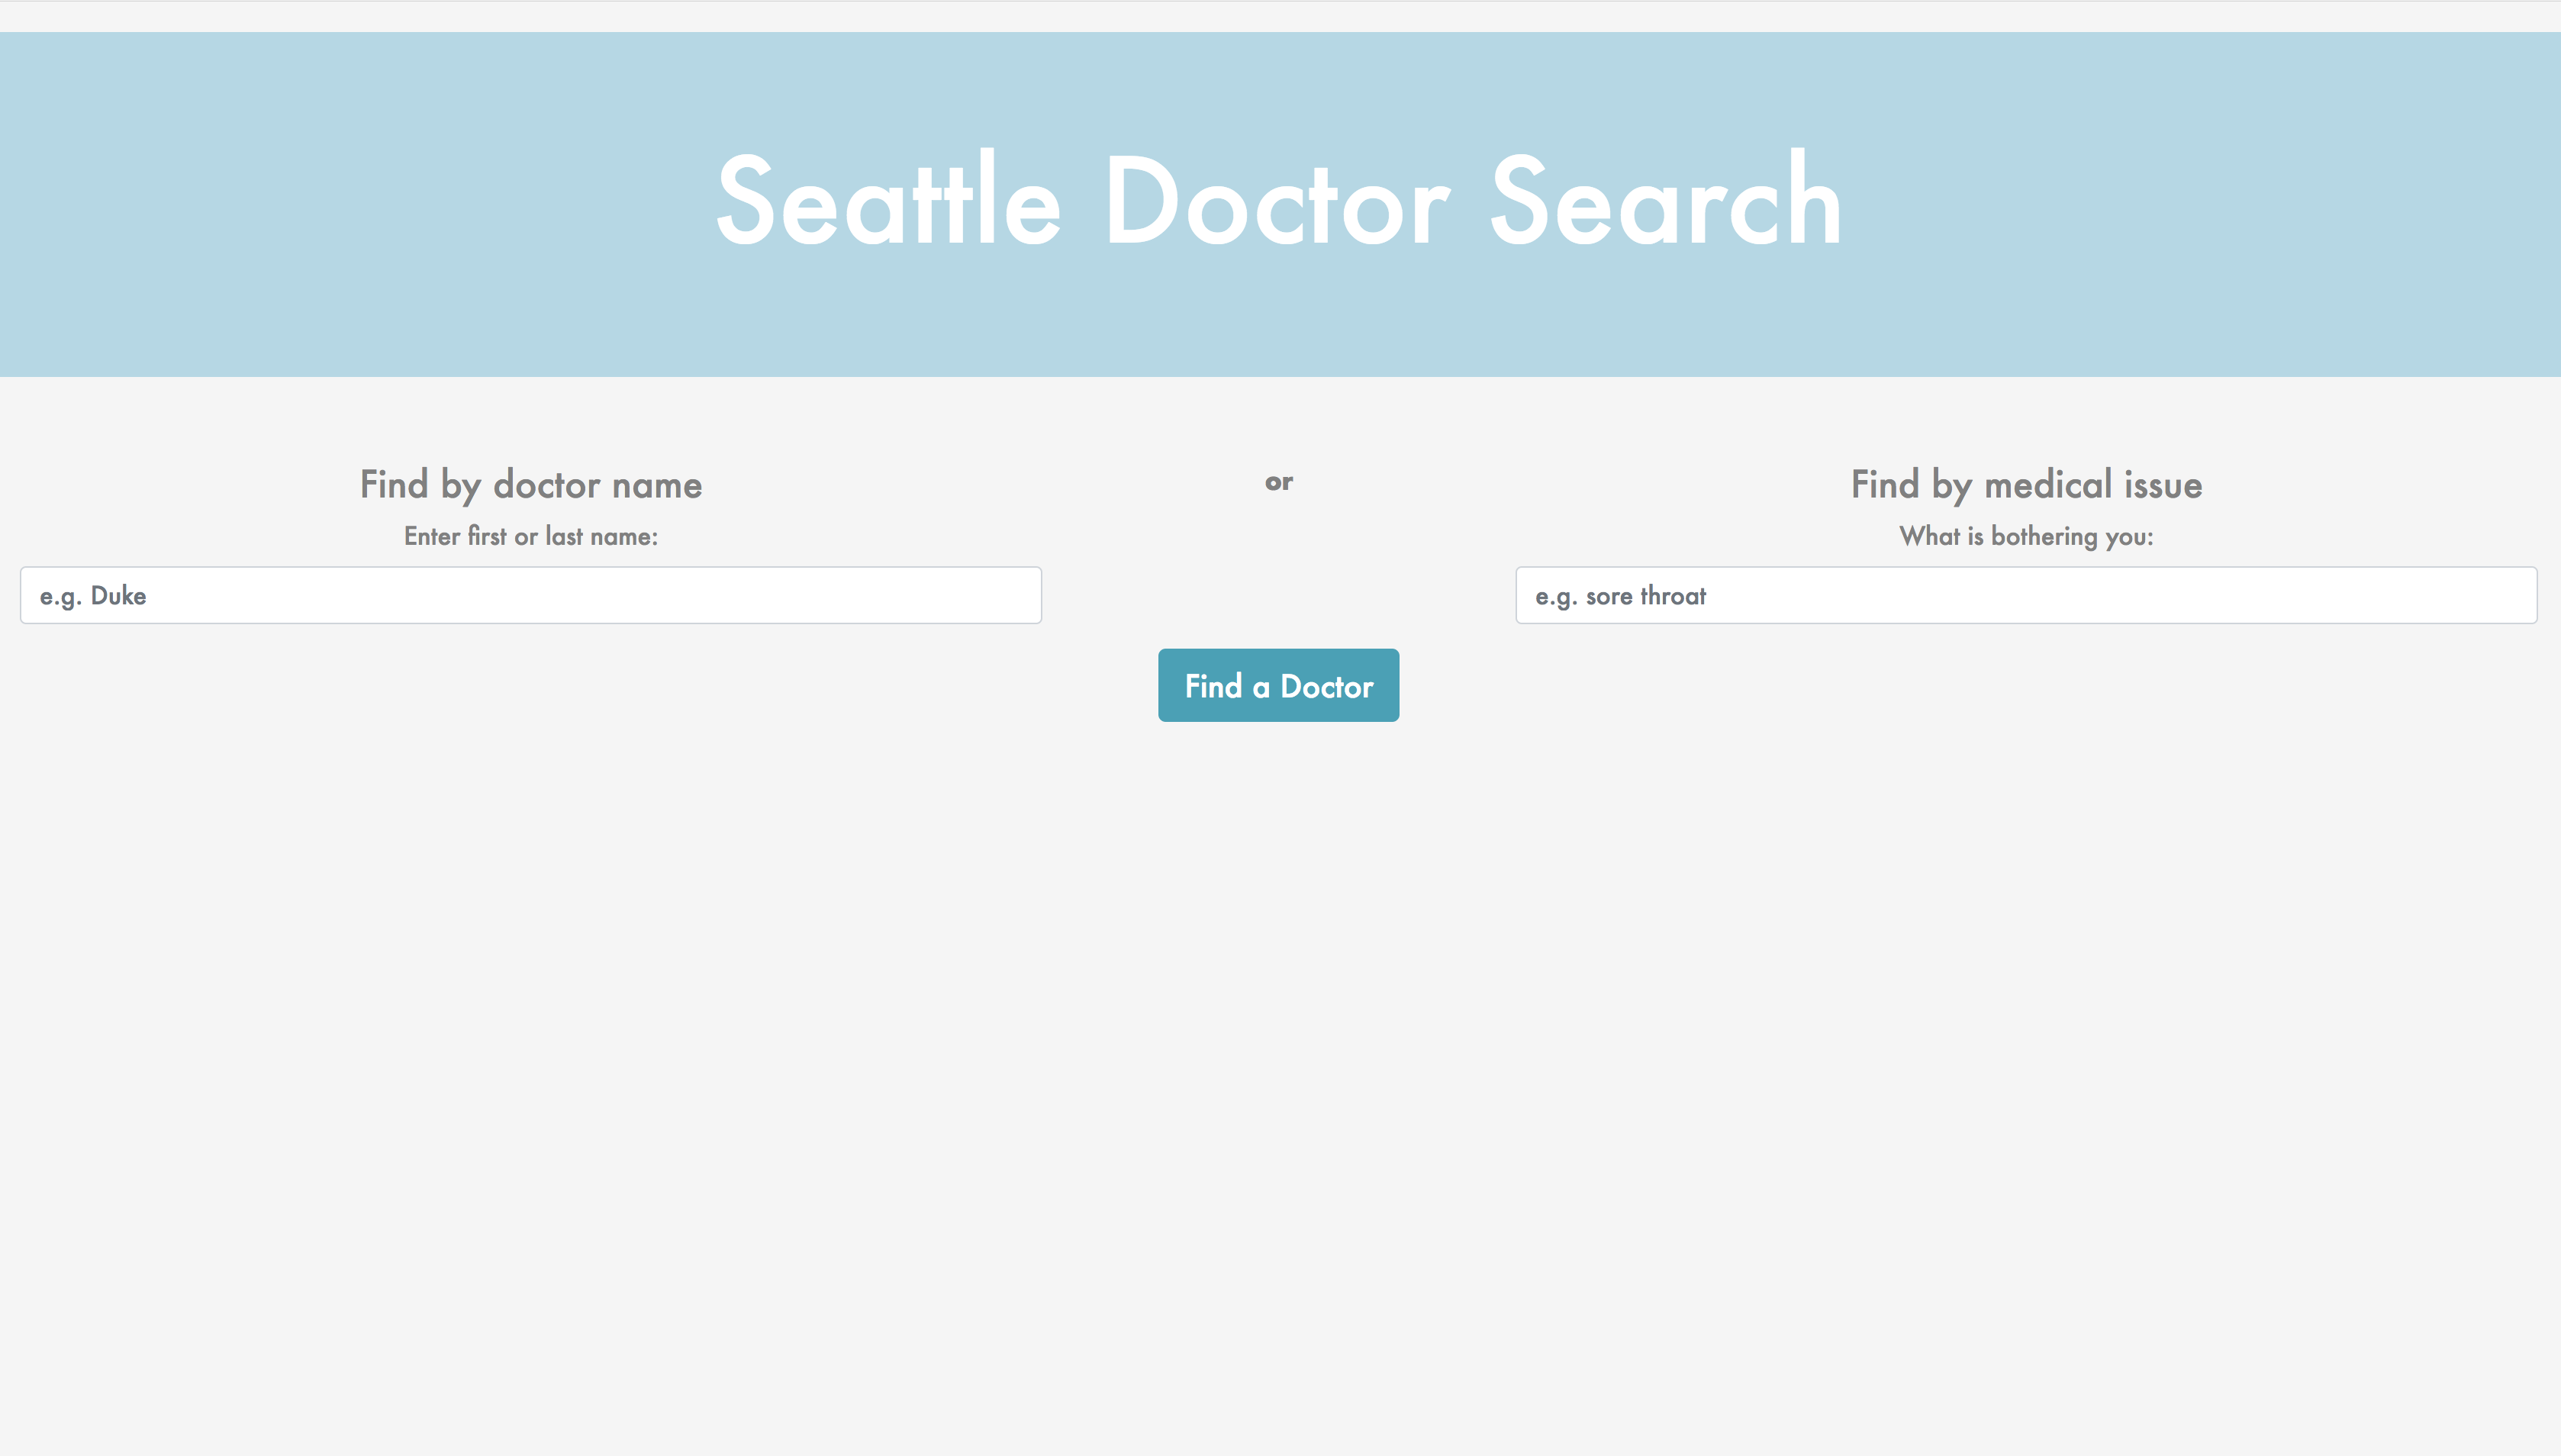 Seattle Doctor Search
Find by doctor name
Enter first or last name:
e.g. Duke
or
Find by medical issue
What is bothering you:
e.g. sore throat
Find a Doctor